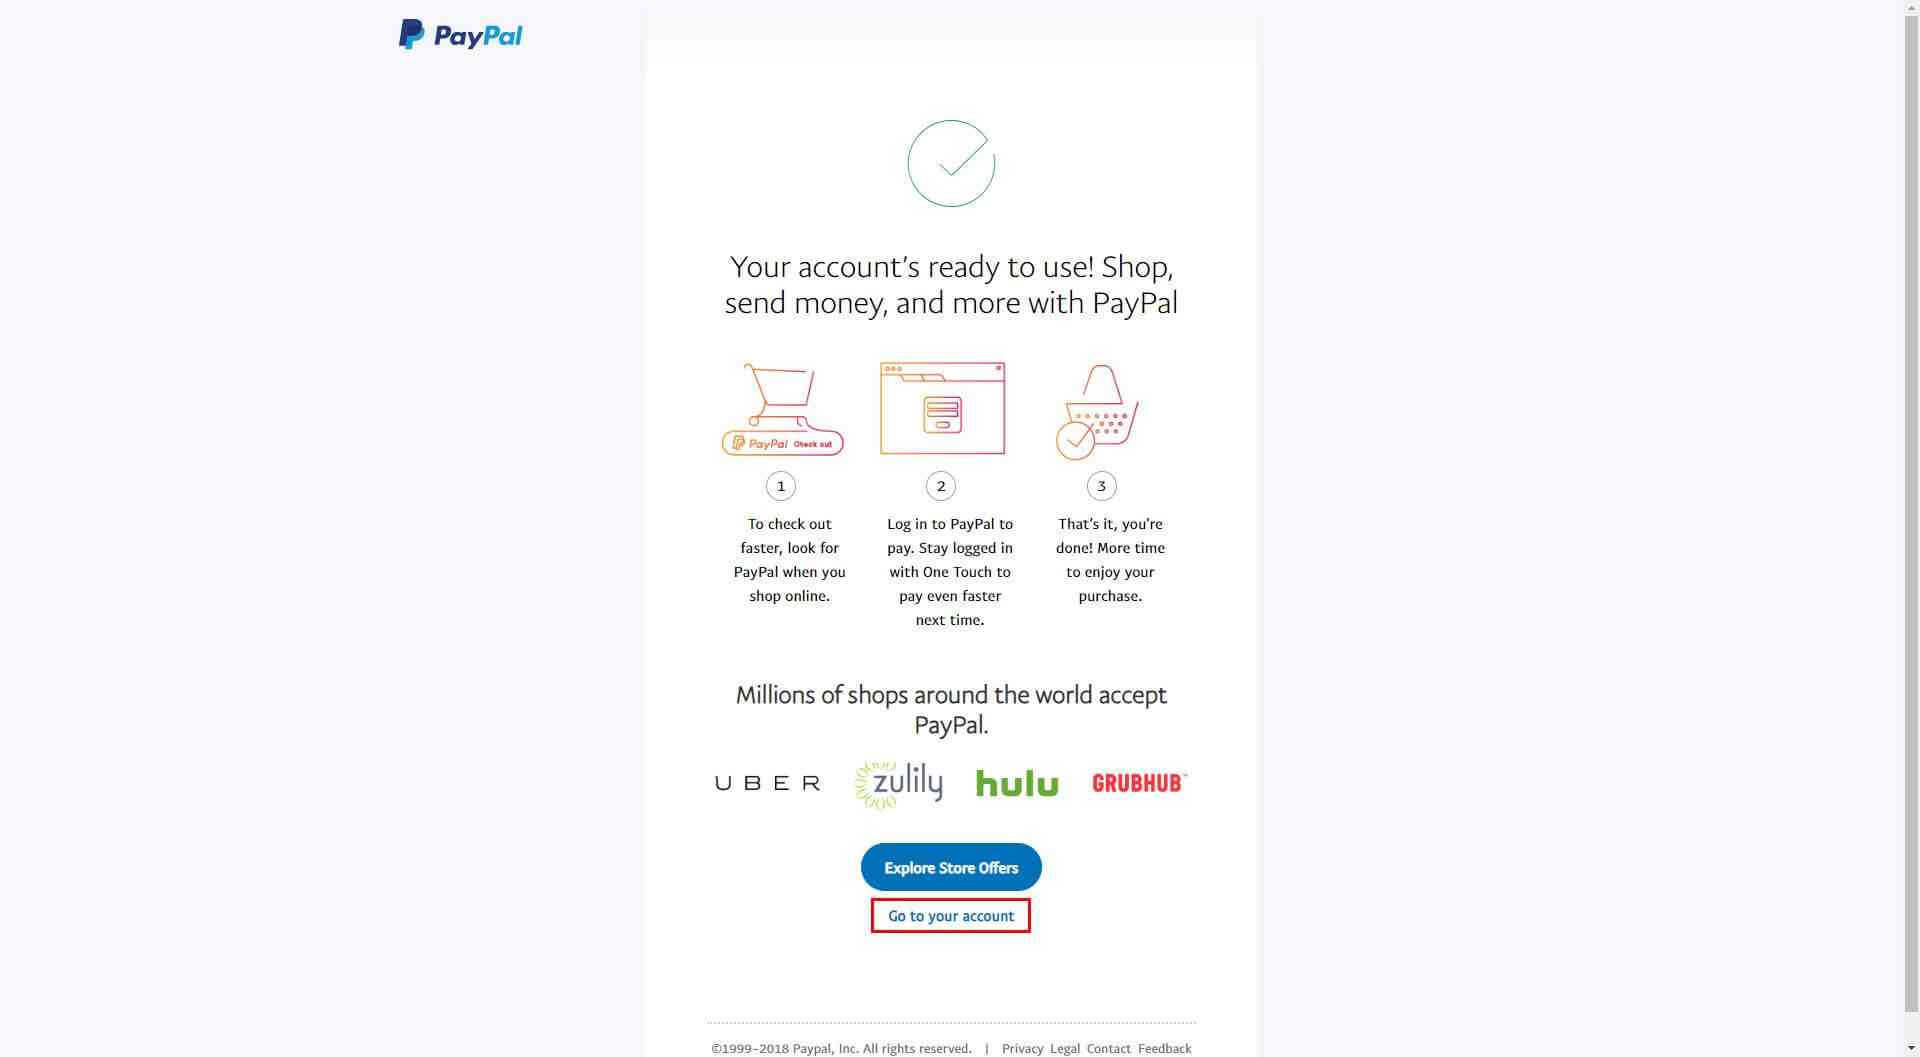 PayPal
Your account's ready to use! Shop,
send money, and more with PayPal
PayPal Check out
1
To check out
faster, look for
PayPal when you
shop online.
2
Log in to PayPal to
pay. Stay logged in
with One Touch to
pay even faster
next time.
3
That's it, you're
done! More time
to enjoy your
purchase.
Millions of shops around the world accept
PayPal.
UBER zulily hulu GRUBHUB™
Explore Store Offers
Go to your account
©1999-2018 Paypal, Inc. All rights reserved. | Privacy Legal Contact Feedback